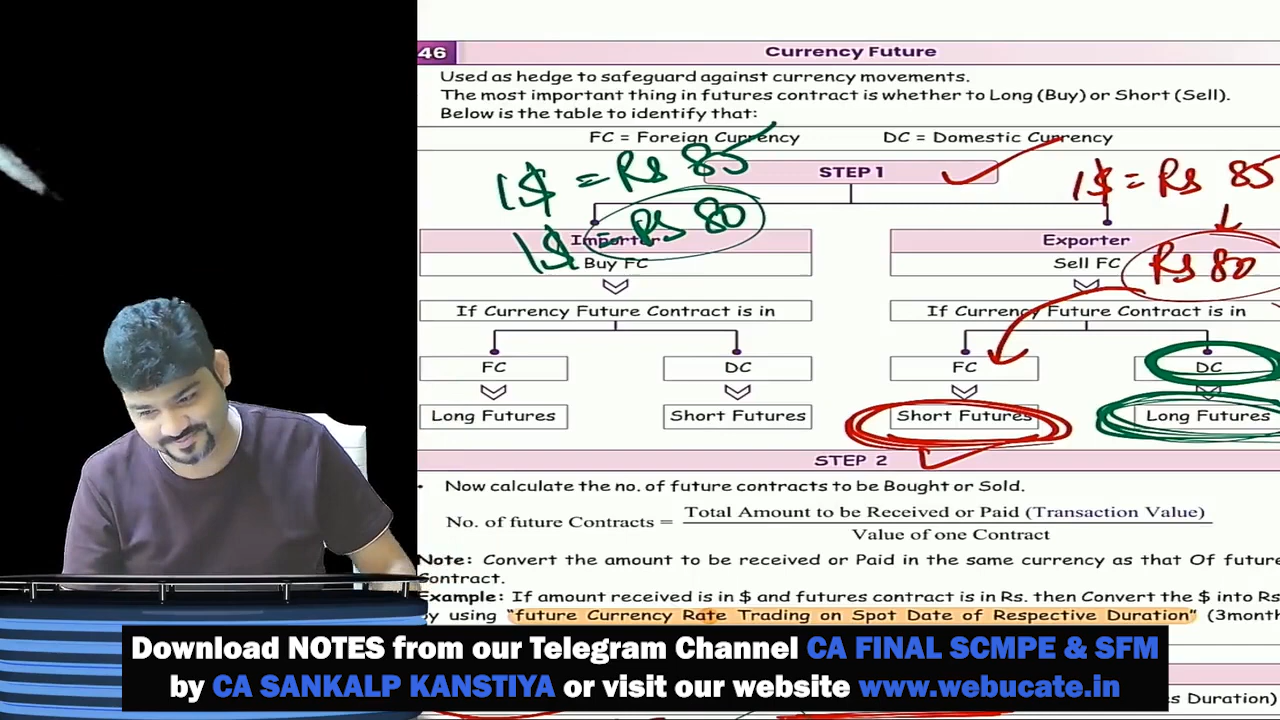 46 Currency Future
Used as hedge to safeguard against currency movements.
The most important thing in futures contract is whether to Long (Buy) or Short (Sell).
Below is the table to identify that:
FC = Foreign Currency DC = Domestic Currency
1$ = Rs 85
STEP 1
1$ = Rs 85
1$ = Rs 80
Rs 80
Importer
Exporter
Buy FC
Sell FC
If Currency Future Contract is in
If Currency Future Contract is in
FC DC FC DC
Long Futures Short Futures Short Futures Long Futures
STEP 2
• Now calculate the no. of future contracts to be Bought or Sold.
No. of future Contracts = Total Amount to be Received or Paid (Transaction Value)
Value of one Contract
Note: Convert the amount to be received or Paid in the same currency as that Of future
Contract.
Example: If amount received is in $ and futures contract is in Rs. then Convert the $ into Rs
by using "future Currency Rate Trading on Spot Date of Respective Duration" (3month
Duration)
Download NOTES from our Telegram Channel CA FINAL SCMPE & SFM
by CA SANKALP KANSTIYA or visit our website www.webucate.in